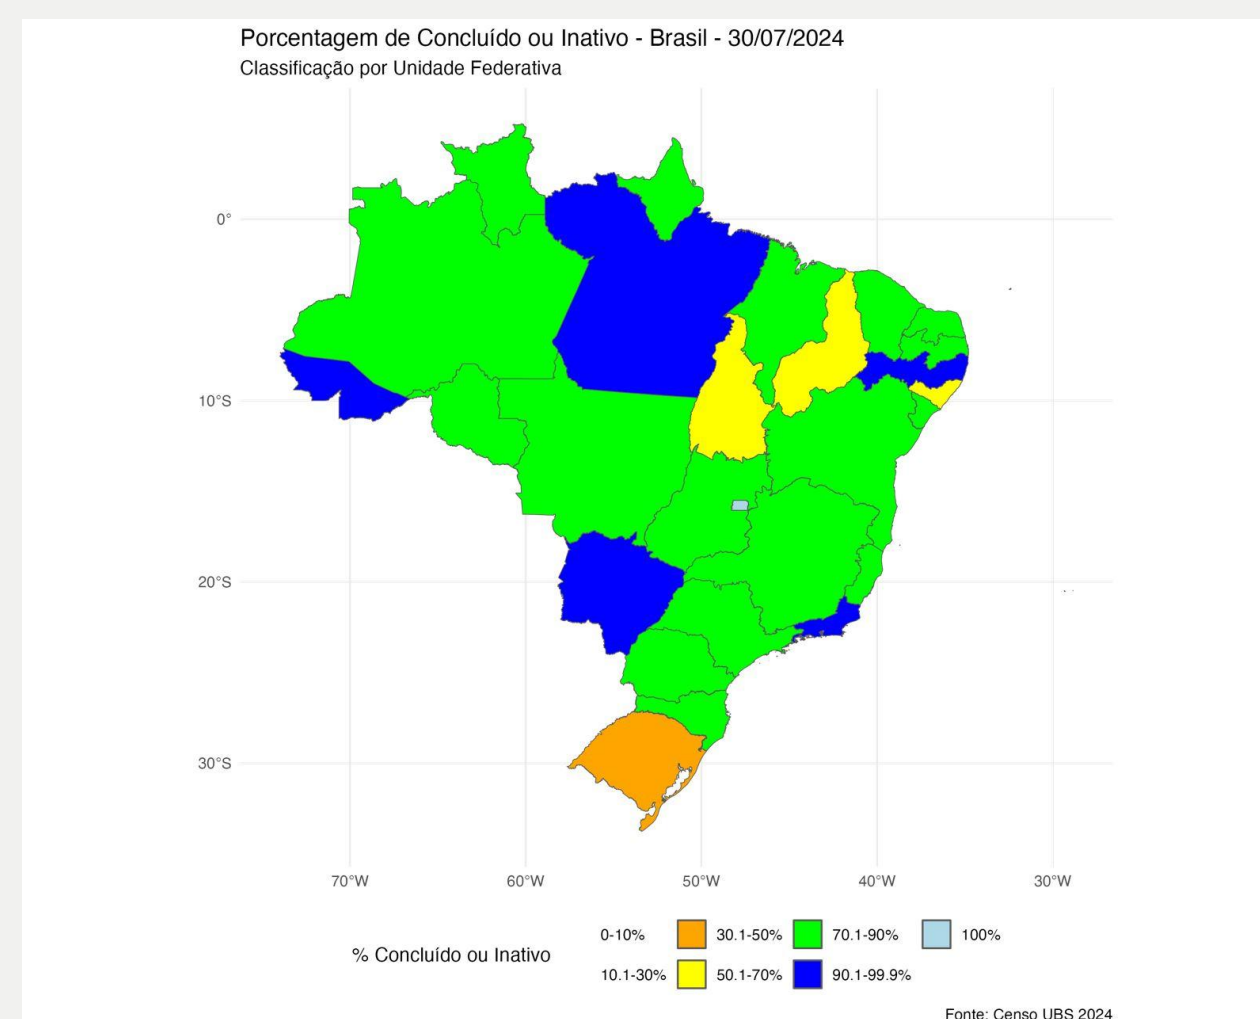 Porcentagem de Concluído ou Inativo - Brasil - 30/07/2024
Classificação por Unidade Federativa
0°
10°S
20°S
30°S
70°W 60°W 50°W 40°W 30°W
% Concluído ou Inativo
0-10% 30.1-50% 70.1-90% 100%
10.1-30% 50.1-70% 90.1-99.9%
Fonte: Censo UBS 2024